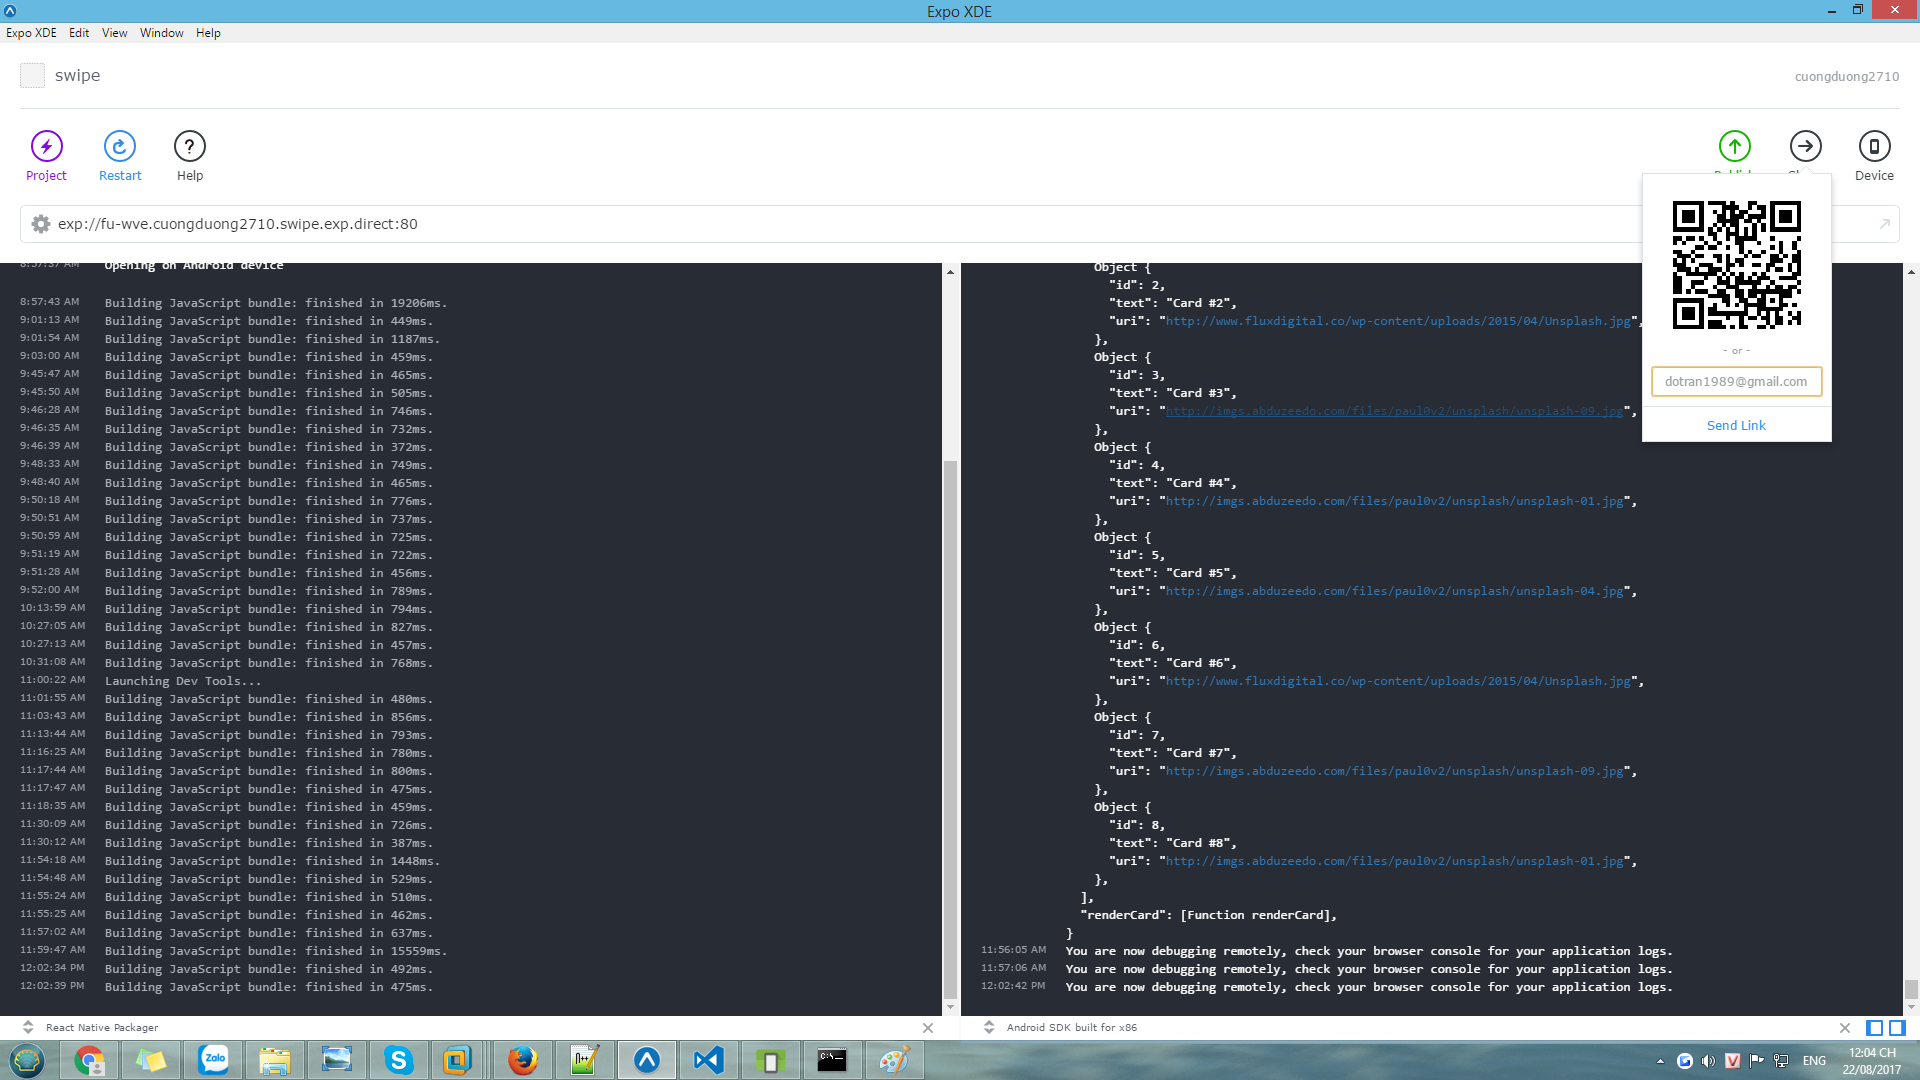 Expo XDE
Expo XDE Edit View Window Help
swipe
cuongduong2710
Project
Restart
Help
Device
exp://fu-wve.cuongduong2710.swipe.exp.direct:80
- or -
dotran1989@gmail.com
Send Link
8:57:37 AM Opening on Android device
8:57:43 AM Building JavaScript bundle: finished in 19206ms.
9:01:13 AM Building JavaScript bundle: finished in 449ms.
9:01:54 AM Building JavaScript bundle: finished in 1187ms.
9:03:00 AM Building JavaScript bundle: finished in 459ms.
9:45:47 AM Building JavaScript bundle: finished in 465ms.
9:45:50 AM Building JavaScript bundle: finished in 505ms.
9:46:28 AM Building JavaScript bundle: finished in 746ms.
9:46:35 AM Building JavaScript bundle: finished in 732ms.
9:46:39 AM Building JavaScript bundle: finished in 372ms.
9:48:33 AM Building JavaScript bundle: finished in 749ms.
9:48:40 AM Building JavaScript bundle: finished in 465ms.
9:50:18 AM Building JavaScript bundle: finished in 776ms.
9:50:51 AM Building JavaScript bundle: finished in 737ms.
9:50:59 AM Building JavaScript bundle: finished in 725ms.
9:51:19 AM Building JavaScript bundle: finished in 722ms.
9:51:28 AM Building JavaScript bundle: finished in 456ms.
9:52:00 AM Building JavaScript bundle: finished in 789ms.
10:13:59 AM Building JavaScript bundle: finished in 794ms.
10:27:05 AM Building JavaScript bundle: finished in 827ms.
10:27:13 AM Building JavaScript bundle: finished in 457ms.
10:31:08 AM Building JavaScript bundle: finished in 768ms.
11:00:22 AM Launching Dev Tools...
11:01:55 AM Building JavaScript bundle: finished in 480ms.
11:03:43 AM Building JavaScript bundle: finished in 856ms.
11:13:44 AM Building JavaScript bundle: finished in 793ms.
11:16:25 AM Building JavaScript bundle: finished in 780ms.
11:17:44 AM Building JavaScript bundle: finished in 800ms.
11:17:47 AM Building JavaScript bundle: finished in 475ms.
11:18:35 AM Building JavaScript bundle: finished in 459ms.
11:30:09 AM Building JavaScript bundle: finished in 726ms.
11:30:12 AM Building JavaScript bundle: finished in 387ms.
11:54:18 AM Building JavaScript bundle: finished in 1448ms.
11:54:48 AM Building JavaScript bundle: finished in 529ms.
11:55:24 AM Building JavaScript bundle: finished in 510ms.
11:55:25 AM Building JavaScript bundle: finished in 462ms.
11:57:02 AM Building JavaScript bundle: finished in 637ms.
11:59:47 AM Building JavaScript bundle: finished in 15559ms.
12:02:34 PM Building JavaScript bundle: finished in 492ms.
12:02:39 PM Building JavaScript bundle: finished in 475ms.
Object {
"id": 2,
"text": "Card #2",
"uri": "http://www.fluxdigital.co/wp-content/uploads/2015/04/Unsplash.jpg",
},
Object {
"id": 3,
"text": "Card #3",
"uri": "http://imgs.abduzeedo.com/files/paul0v2/unsplash/unsplash-09.jpg",
},
Object {
"id": 4,
"text": "Card #4",
"uri": "http://imgs.abduzeedo.com/files/paul0v2/unsplash/unsplash-01.jpg",
},
Object {
"id": 5,
"text": "Card #5",
"uri": "http://imgs.abduzeedo.com/files/paul0v2/unsplash/unsplash-04.jpg",
},
Object {
"id": 6,
"text": "Card #6",
"uri": "http://www.fluxdigital.co/wp-content/uploads/2015/04/Unsplash.jpg",
},
Object {
"id": 7,
"text": "Card #7",
"uri": "http://imgs.abduzeedo.com/files/paul0v2/unsplash/unsplash-09.jpg",
},
Object {
"id": 8,
"text": "Card #8",
"uri": "http://imgs.abduzeedo.com/files/paul0v2/unsplash/unsplash-01.jpg",
},
],
"renderCard": [Function renderCard],
}
11:56:05 AM You are now debugging remotely, check your browser console for your application logs.
11:57:06 AM You are now debugging remotely, check your browser console for your application logs.
12:02:42 PM You are now debugging remotely, check your browser console for your application logs.
React Native Packager
Android SDK built for x86
Zalo
ENG
12:04 CH
22/08/2017